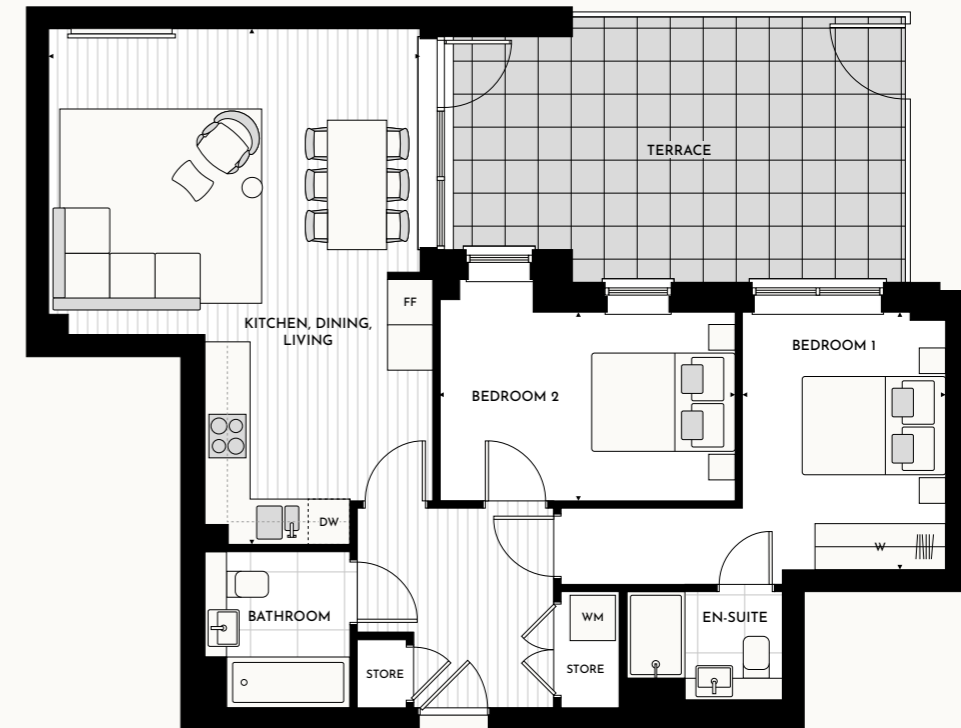 TERRACE
FF
KITCHEN, DINING,
LIVING
BEDROOM 1
BEDROOM 2
DW
W
BATHROOM
WM
EN-SUITE
STORE
STORE